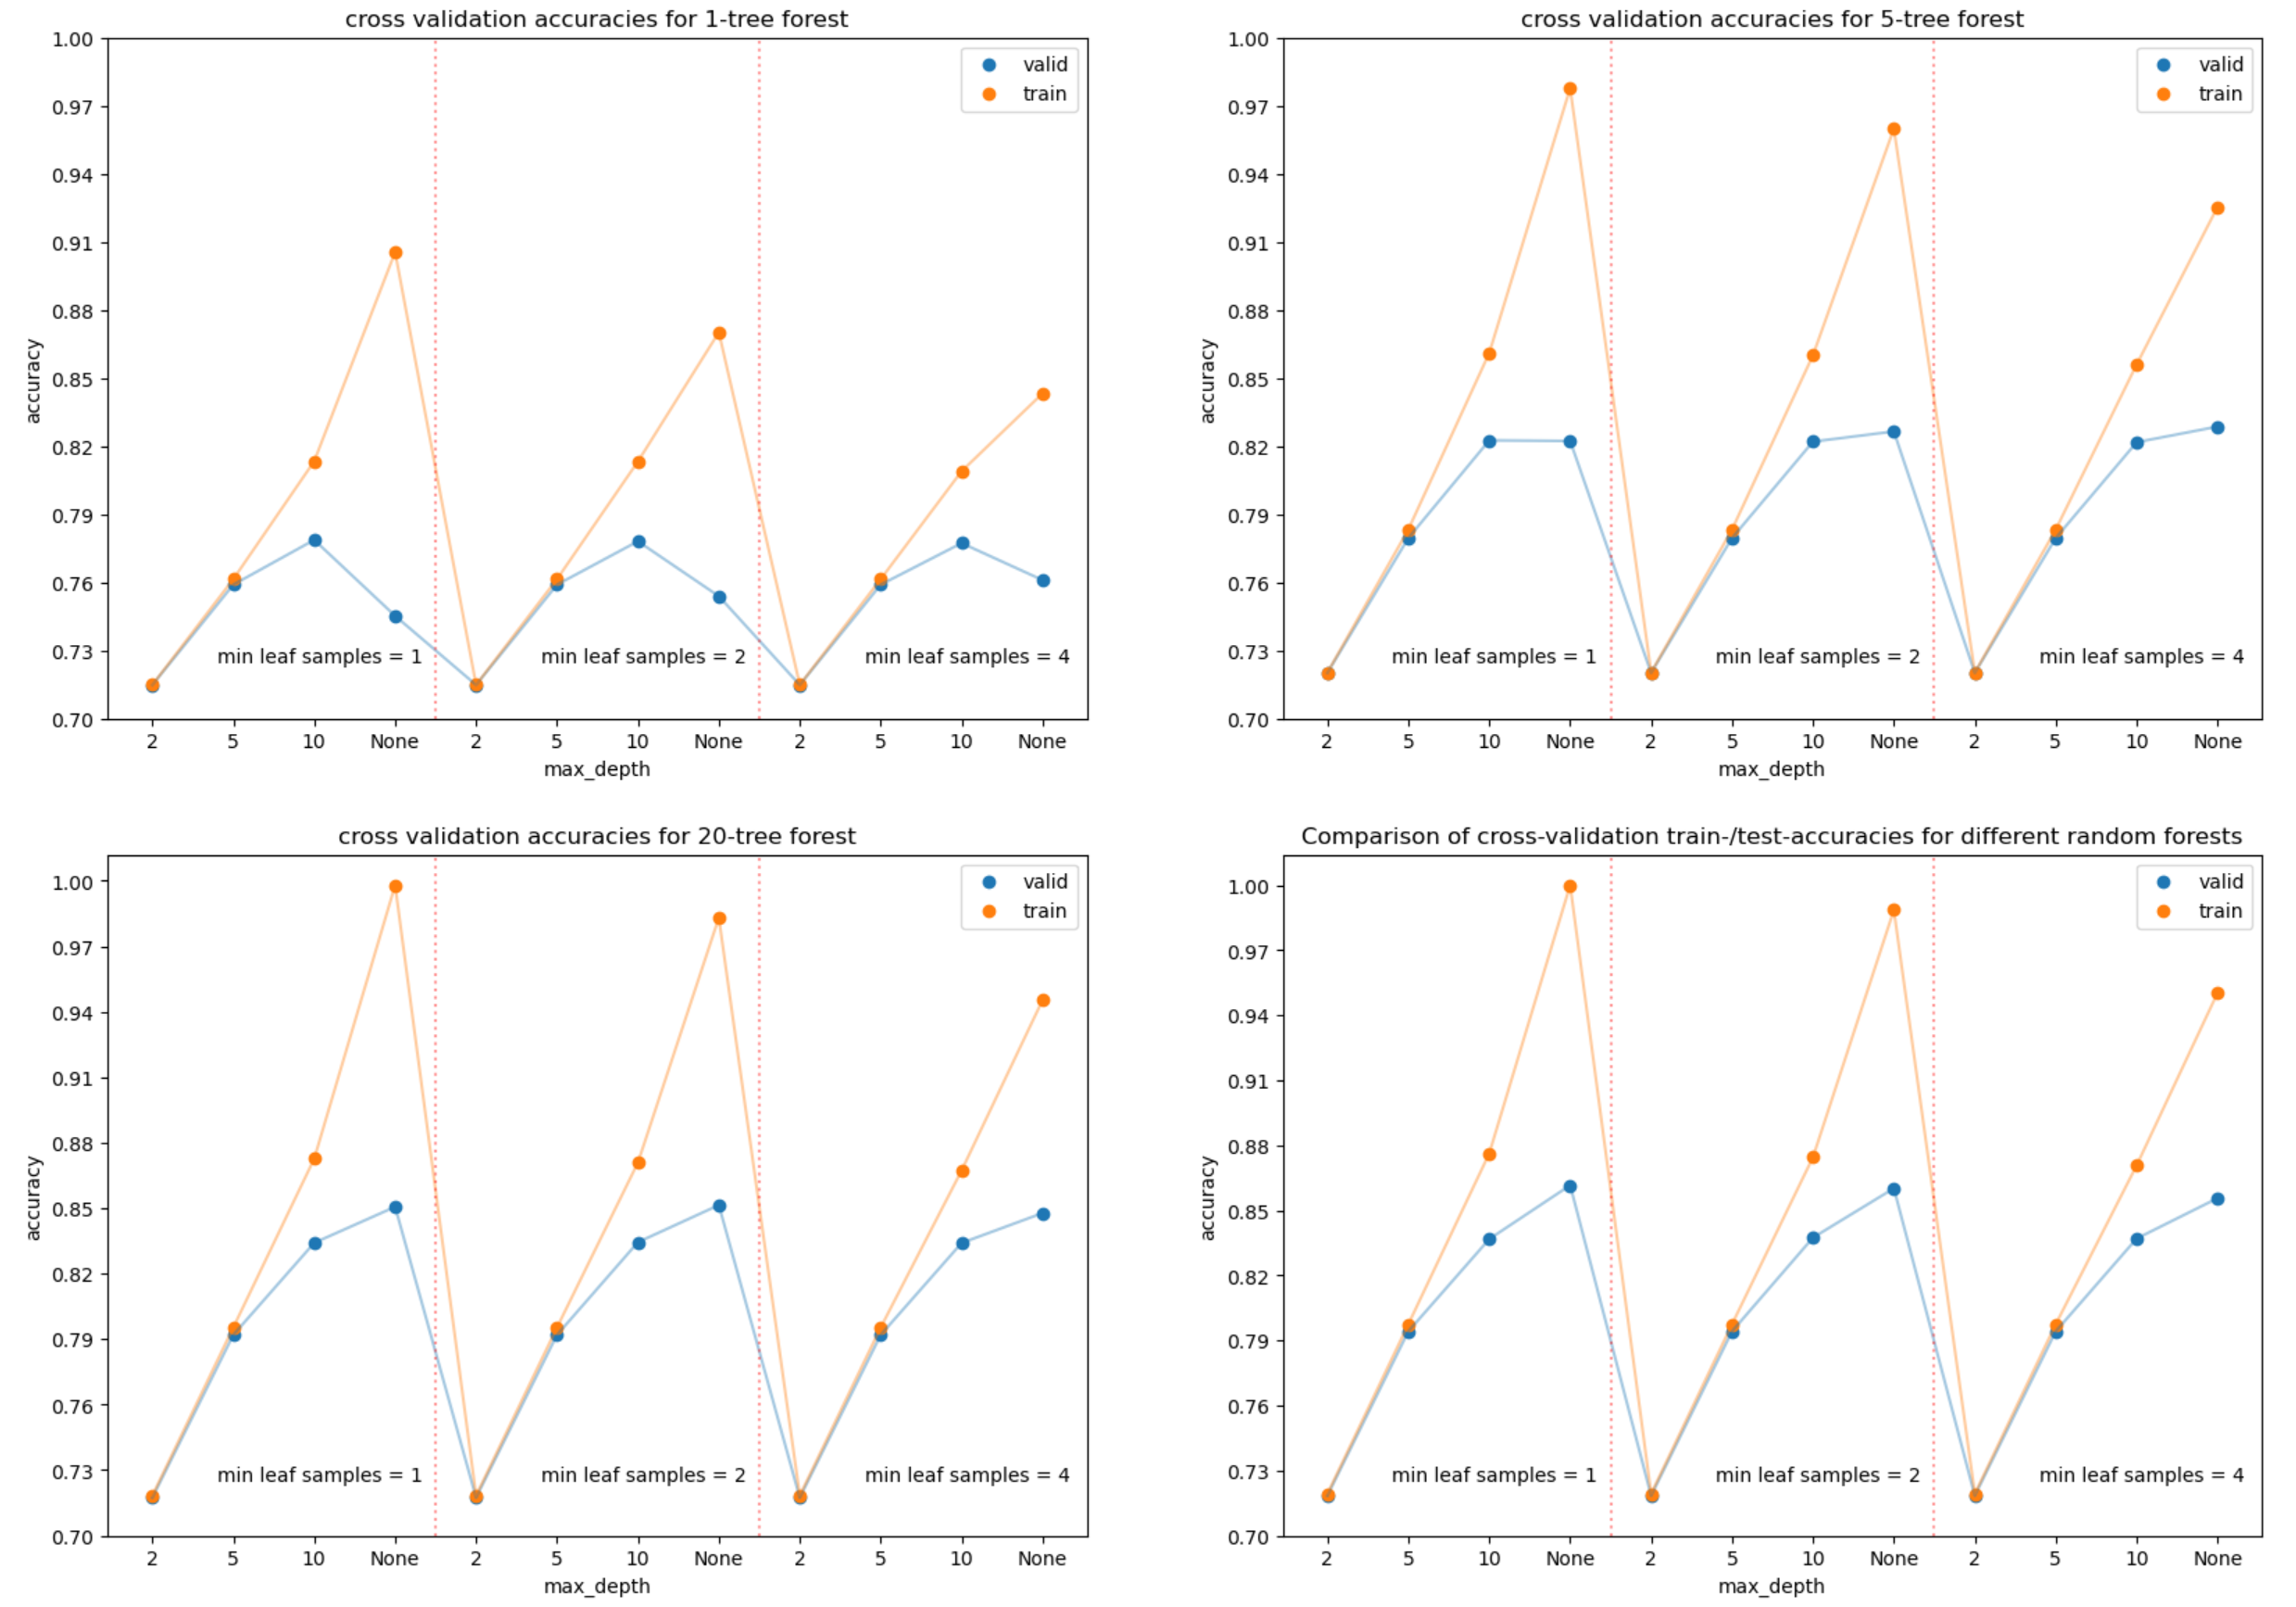 cross validation accuracies for 1-tree forest
1.00
0.97
0.94
0.91
0.88
0.85
0.82
0.79
0.76
0.73
0.70
accuracy
valid
train
min leaf samples = 1
min leaf samples = 2
min leaf samples = 4
2 5 10 None 2 5 10 None 2 5 10 None
max_depth
cross validation accuracies for 5-tree forest
1.00
0.97
0.94
0.91
0.88
0.85
0.82
0.79
0.76
0.73
0.70
accuracy
valid
train
min leaf samples = 1
min leaf samples = 2
min leaf samples = 4
2 5 10 None 2 5 10 None 2 5 10 None
max_depth
cross validation accuracies for 20-tree forest
1.00
0.97
0.94
0.91
0.88
0.85
0.82
0.79
0.76
0.73
0.70
accuracy
valid
train
min leaf samples = 1
min leaf samples = 2
min leaf samples = 4
2 5 10 None 2 5 10 None 2 5 10 None
max_depth
Comparison of cross-validation train-/test-accuracies for different random forests
1.00
0.97
0.94
0.91
0.88
0.85
0.82
0.79
0.76
0.73
0.70
accuracy
valid
train
min leaf samples = 1
min leaf samples = 2
min leaf samples = 4
2 5 10 None 2 5 10 None 2 5 10 None
max_depth